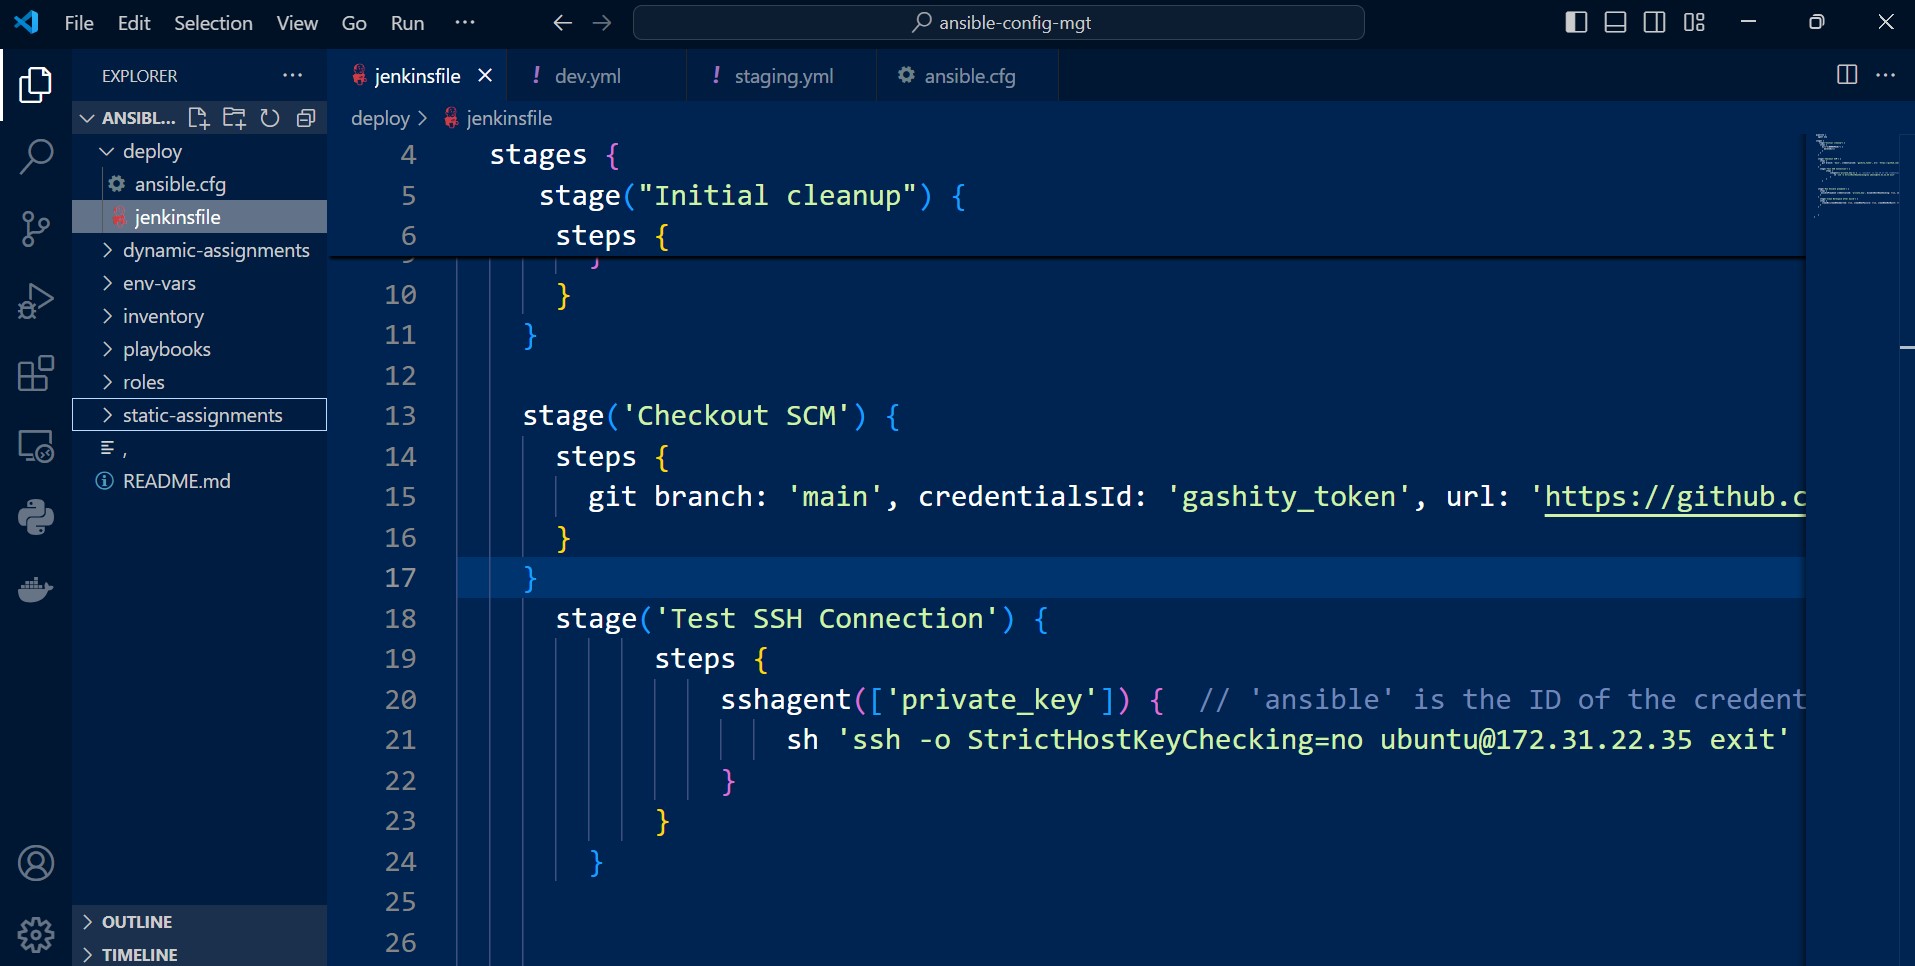 File Edit Selection View Go Run ···
ansible-config-mgt
EXPLORER
ANSIBL...
deploy
ansible.cfg
jenkinsfile
dynamic-assignments
env-vars
inventory
playbooks
roles
static-assignments
,
README.md
OUTLINE
TIMELINE
jenkinsfile
! dev.yml
! staging.yml
ansible.cfg
deploy > jenkinsfile
4 stages {
5 stage("Initial cleanup") {
6 steps {
9 }
10 }
11 }
12
13 stage('Checkout SCM') {
14 steps {
15 git branch: 'main', credentialsId: 'gashity_token', url: 'https://github.c
16 }
17 }
18 stage('Test SSH Connection') {
19 steps {
20 sshagent(['private_key']) { // 'ansible' is the ID of the credent
21 sh 'ssh -o StrictHostKeyChecking=no ubuntu@172.31.22.35 exit'
22 }
23 }
24 }
25
26